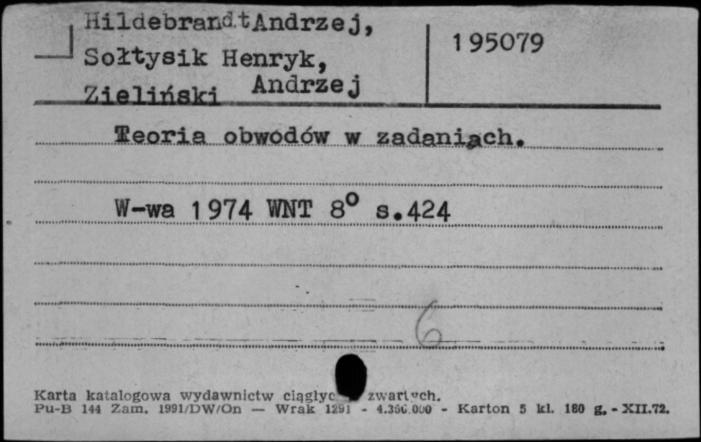 Hildebrandt Andrzej,
195079
Sołtysik Henryk,
Zieliński Andrzej
Teoria obwodów w zadaniach.
W-wa 1974 WNT 8° s.424
6
Karta katalogowa wydawnictw zwartych.
Pu-B 144 Zam. 1991/DW/On — Wrak 1291 - 4.350.000 - Karton 5 kl. 180 g. - XII.72.